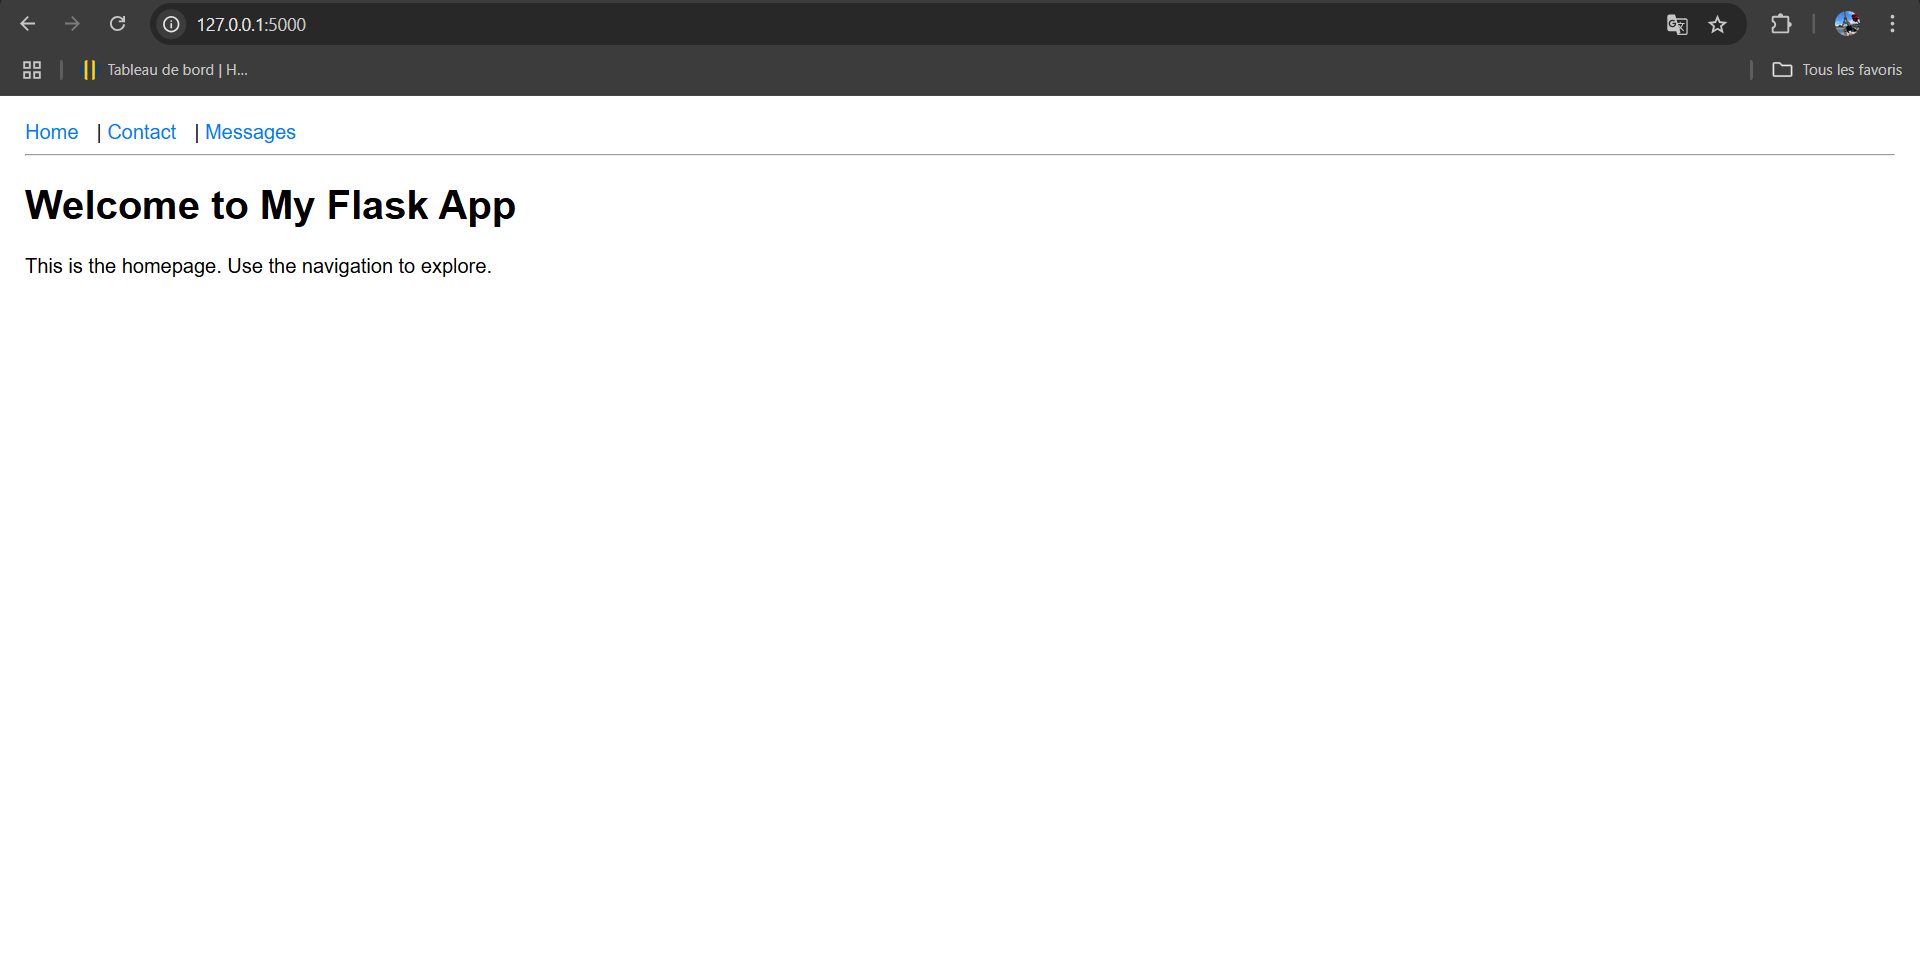 127.0.0.1:5000
Tableau de bord | H...
Tous les favoris
Home | Contact | Messages
Welcome to My Flask App
This is the homepage. Use the navigation to explore.